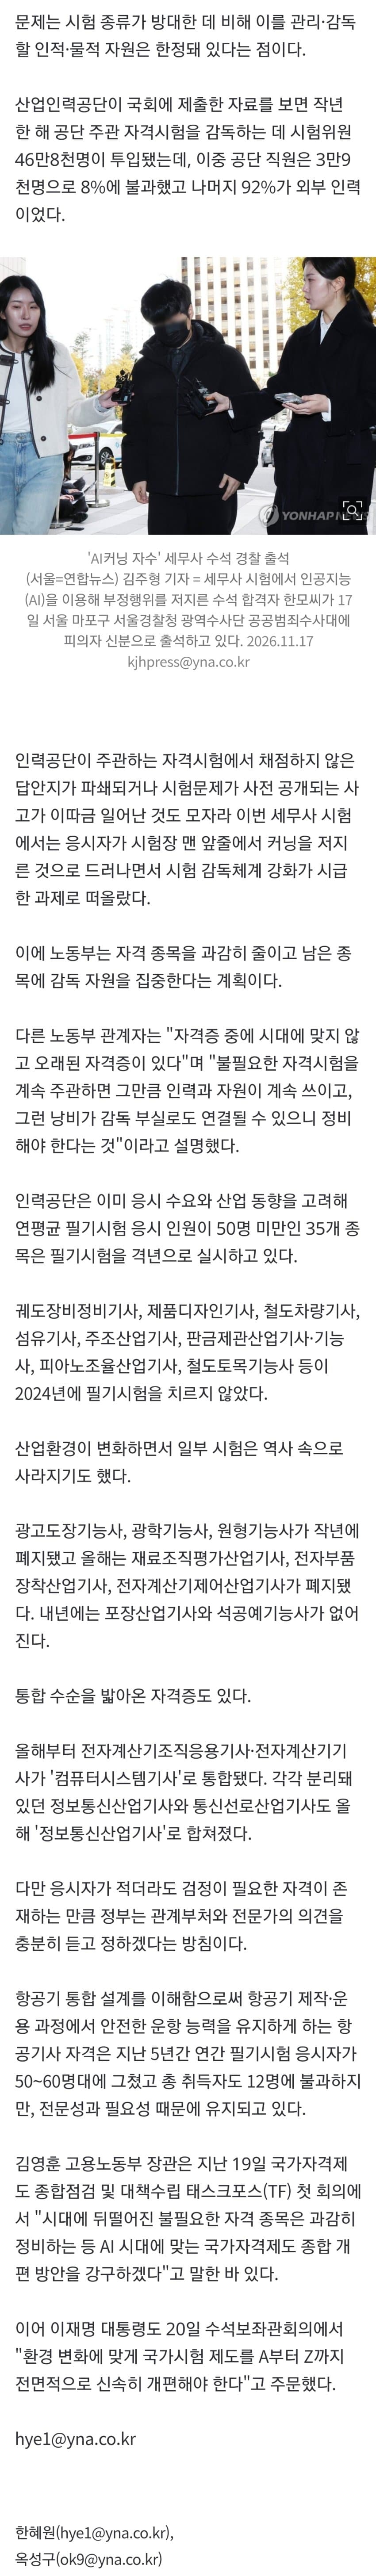 문제는 시험 종류가 방대한 데 비해 이를 관리·감독
할 인적·물적 자원은 한정돼 있다는 점이다.
산업인력공단이 국회에 제출한 자료를 보면 작년
한 해 공단 주관 자격시험을 감독하는 데 시험위원
46만8천명이 투입됐는데, 이중 공단 직원은 3만9
천명으로 8%에 불과했고 나머지 92%가 외부 인력
이었다.
YONHAP NEWS
'AI커닝 자수' 세무사 수석 경찰 출석
(서울=연합뉴스) 김주형 기자 = 세무사 시험에서 인공지능
(AI)을 이용해 부정행위를 저지른 수석 합격자 한모씨가 17
일 서울 마포구 서울경찰청 광역수사단 공공범죄수사대에
피의자 신분으로 출석하고 있다. 2026.11.17
kjhpress@yna.co.kr
인력공단이 주관하는 자격시험에서 채점하지 않은
답안지가 파쇄되거나 시험문제가 사전 공개되는 사
고가 이따금 일어난 것도 모자라 이번 세무사 시험
에서는 응시자가 시험장 맨 앞줄에서 커닝을 저지
른 것으로 드러나면서 시험 감독체계 강화가 시급
한 과제로 떠올랐다.
이에 노동부는 자격 종목을 과감히 줄이고 남은 종
목에 감독 자원을 집중한다는 계획이다.
다른 노동부 관계자는 "자격증 중에 시대에 맞지 않
고 오래된 자격증이 있다"며 "불필요한 자격시험을
계속 주관하면 그만큼 인력과 자원이 계속 쓰이고,
그런 낭비가 감독 부실로도 연결될 수 있으니 정비
해야 한다는 것"이라고 설명했다.
인력공단은 이미 응시 수요와 산업 동향을 고려해
연평균 필기시험 응시 인원이 50명 미만인 35개 종
목은 필기시험을 격년으로 실시하고 있다.
궤도장비정비기사, 제품디자인기사, 철도차량기사,
섬유기사, 주조산업기사, 판금제관산업기사·기능
사, 피아노조율산업기사, 철도토목기능사 등이
2024년에 필기시험을 치르지 않았다.
산업환경이 변화하면서 일부 시험은 역사 속으로
사라지기도 했다.
광고도장기능사, 광학기능사, 원형기능사가 작년에
폐지됐고 올해는 재료조직평가산업기사, 전자부품
장착산업기사, 전자계산기제어산업기사가 폐지됐
다. 내년에는 포장산업기사와 석공예기능사가 없어
진다.
통합 수순을 밟아온 자격증도 있다.
올해부터 전자계산기조직응용기사·전자계산기기
사가 '컴퓨터시스템기사'로 통합됐다. 각각 분리돼
있던 정보통신산업기사와 통신선로산업기사도 올
해 '정보통신산업기사'로 합쳐졌다.
다만 응시자가 적더라도 검정이 필요한 자격이 존
재하는 만큼 정부는 관계부처와 전문가의 의견을
충분히 듣고 정하겠다는 방침이다.
항공기 통합 설계를 이해함으로써 항공기 제작·운
용 과정에서 안전한 운항 능력을 유지하게 하는 항
공기사 자격은 지난 5년간 연간 필기시험 응시자가
50~60명대에 그쳤고 총 취득자도 12명에 불과하지
만, 전문성과 필요성 때문에 유지되고 있다.
김영훈 고용노동부 장관은 지난 19일 국가자격제
도 종합점검 및 대책수립 태스크포스(TF) 첫 회의에
서 "시대에 뒤떨어진 불필요한 자격 종목은 과감히
정비하는 등 AI 시대에 맞는 국가자격제도 종합 개
편 방안을 강구하겠다"고 말한 바 있다.
이어 이재명 대통령도 20일 수석보좌관회의에서
"환경 변화에 맞게 국가시험 제도를 A부터 Z까지
전면적으로 신속히 개편해야 한다"고 주문했다.
hye1@yna.co.kr
한혜원(hye1@yna.co.kr),
옥성구(ok9@yna.co.kr)